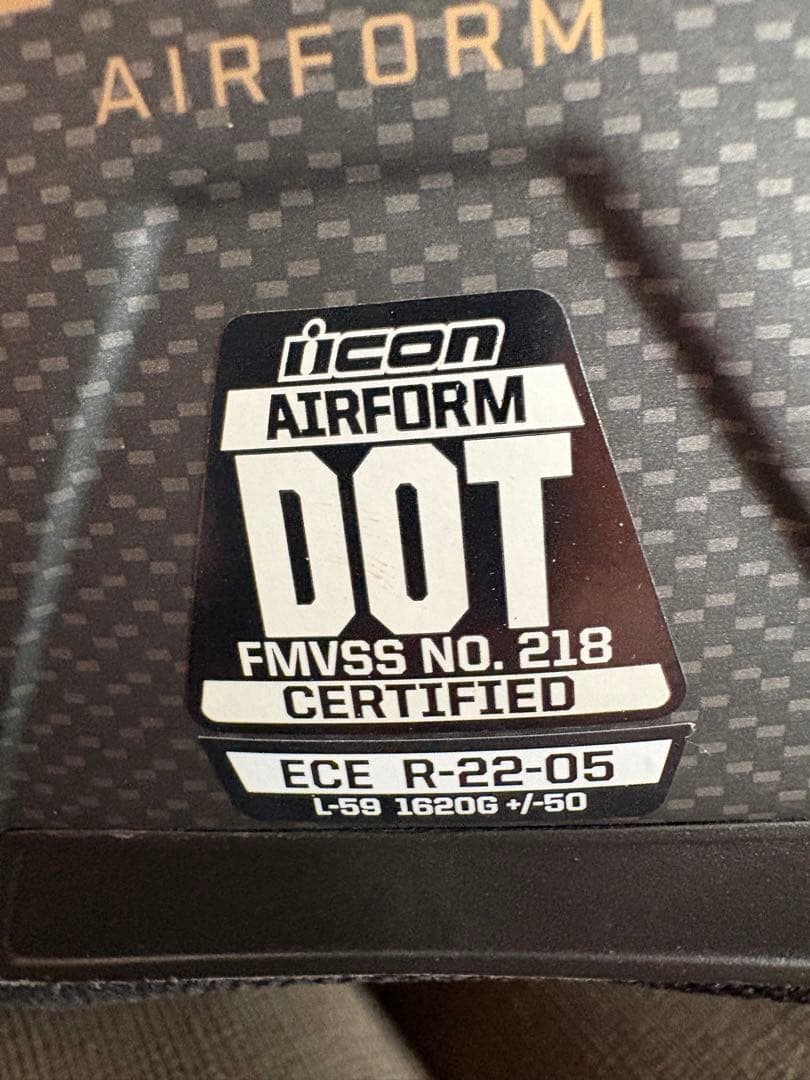 AIRFORM
icon
AIRFORM
DOT
FMVSS NO. 218
CERTIFIED
ECE R-22-05
L-59 1620G +/-50